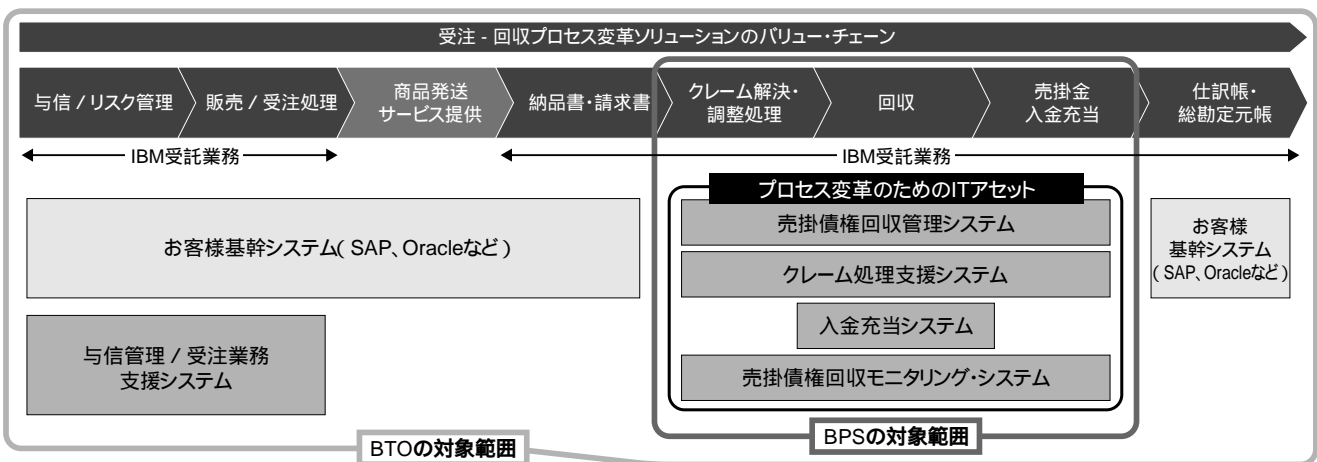 受注 - 回収プロセス変革ソリューションのバリュー・チェーン
与信 / リスク管理
販売 / 受注処理
商品発送
サービス提供
納品書・請求書
クレーム解決・
調整処理
回収
売掛金
入金充当
仕訳帳・
総勘定元帳
IBM受託業務
IBM受託業務
プロセス変革のためのITアセット
お客様基幹システム( SAP、Oracleなど )
売掛債権回収管理システム
クレーム処理支援システム
入金充当システム
売掛債権回収モニタリング・システム
お客様
基幹システム
( SAP、Oracleなど )
与信管理 / 受注業務
支援システム
BTOの対象範囲
BPSの対象範囲